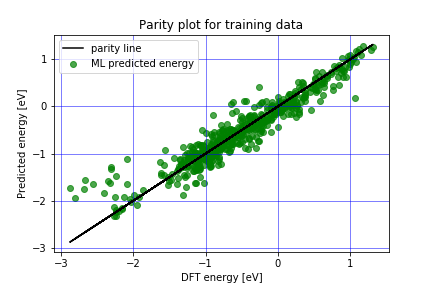 Parity plot for training data
parity line
ML predicted energy
Predicted energy [eV]
1
0
−1
−2
−3
−3
−2
−1
0
1
DFT energy [eV]